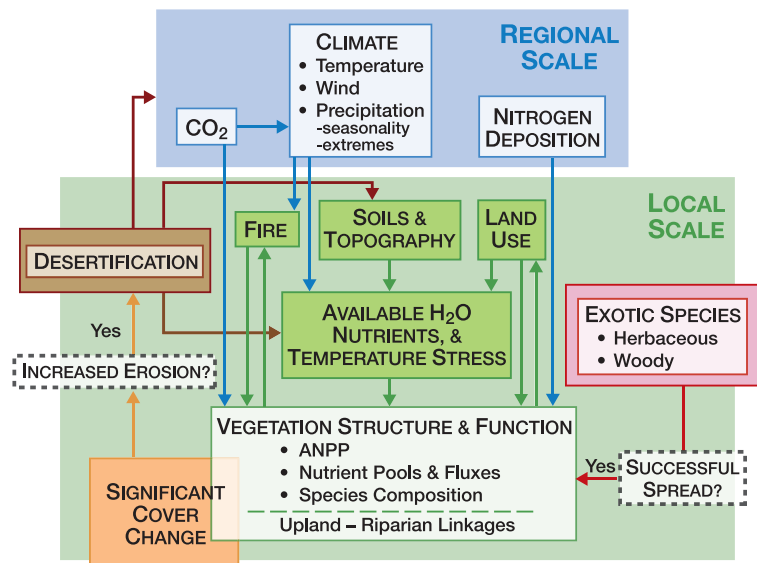 REGIONAL
SCALE
CLIMATE
• Temperature
• Wind
• Precipitation
-seasonality
-extremes
CO₂
NITROGEN
DEPOSITION
LOCAL
SCALE
FIRE
SOILS &
TOPOGRAPHY
LAND
USE
DESERTIFICATION
AVAILABLE H₂O
NUTRIENTS, &
TEMPERATURE STRESS
EXOTIC SPECIES
• Herbaceous
• Woody
Yes
INCREASED EROSION?
VEGETATION STRUCTURE & FUNCTION
• ANPP
• Nutrient Pools & Fluxes
• Species Composition
Upland – Riparian Linkages
Yes
SUCCESSFUL
SPREAD?
SIGNIFICANT
COVER
CHANGE